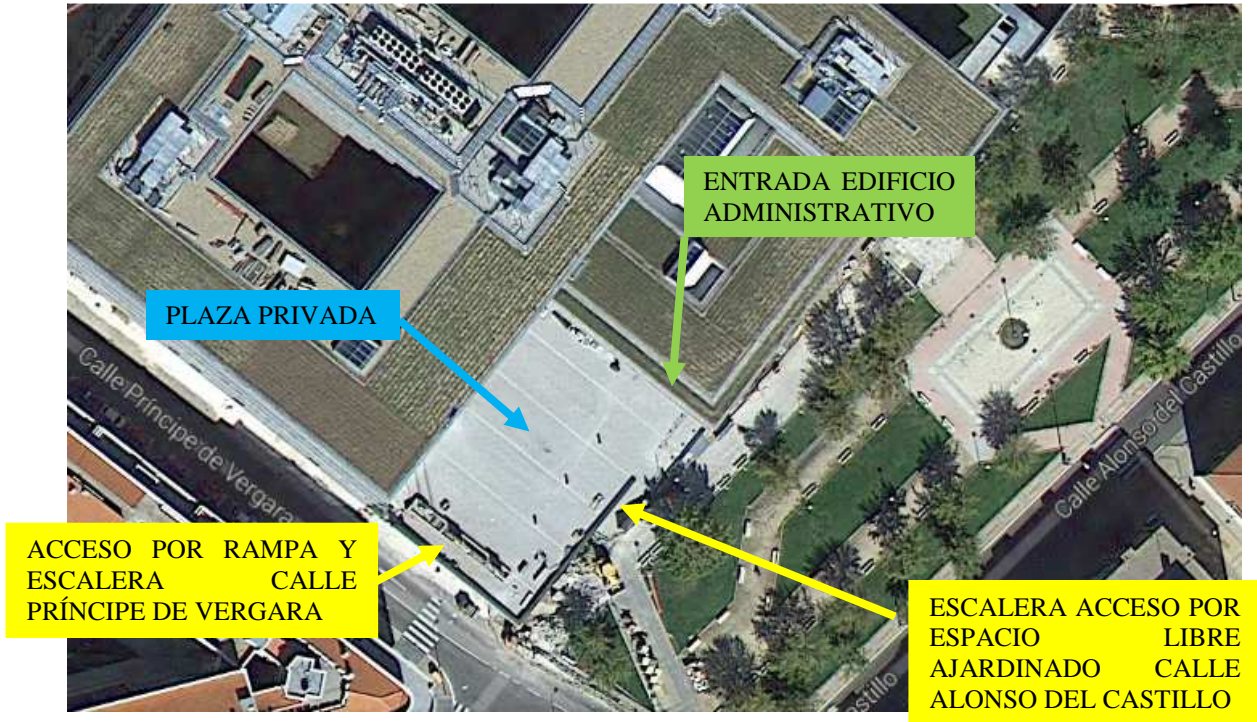 ENTRADA EDIFICIO
ADMINISTRATIVO
PLAZA PRIVADA
Calle Príncipe de Vergara
Calle Alonso del Castillo
ACCESO POR RAMPA Y
ESCALERA CALLE
PRÍNCIPE DE VERGARA
ESCALERA ACCESO POR
ESPACIO LIBRE
AJARDINADO CALLE
ALONSO DEL CASTILLO
Castillo